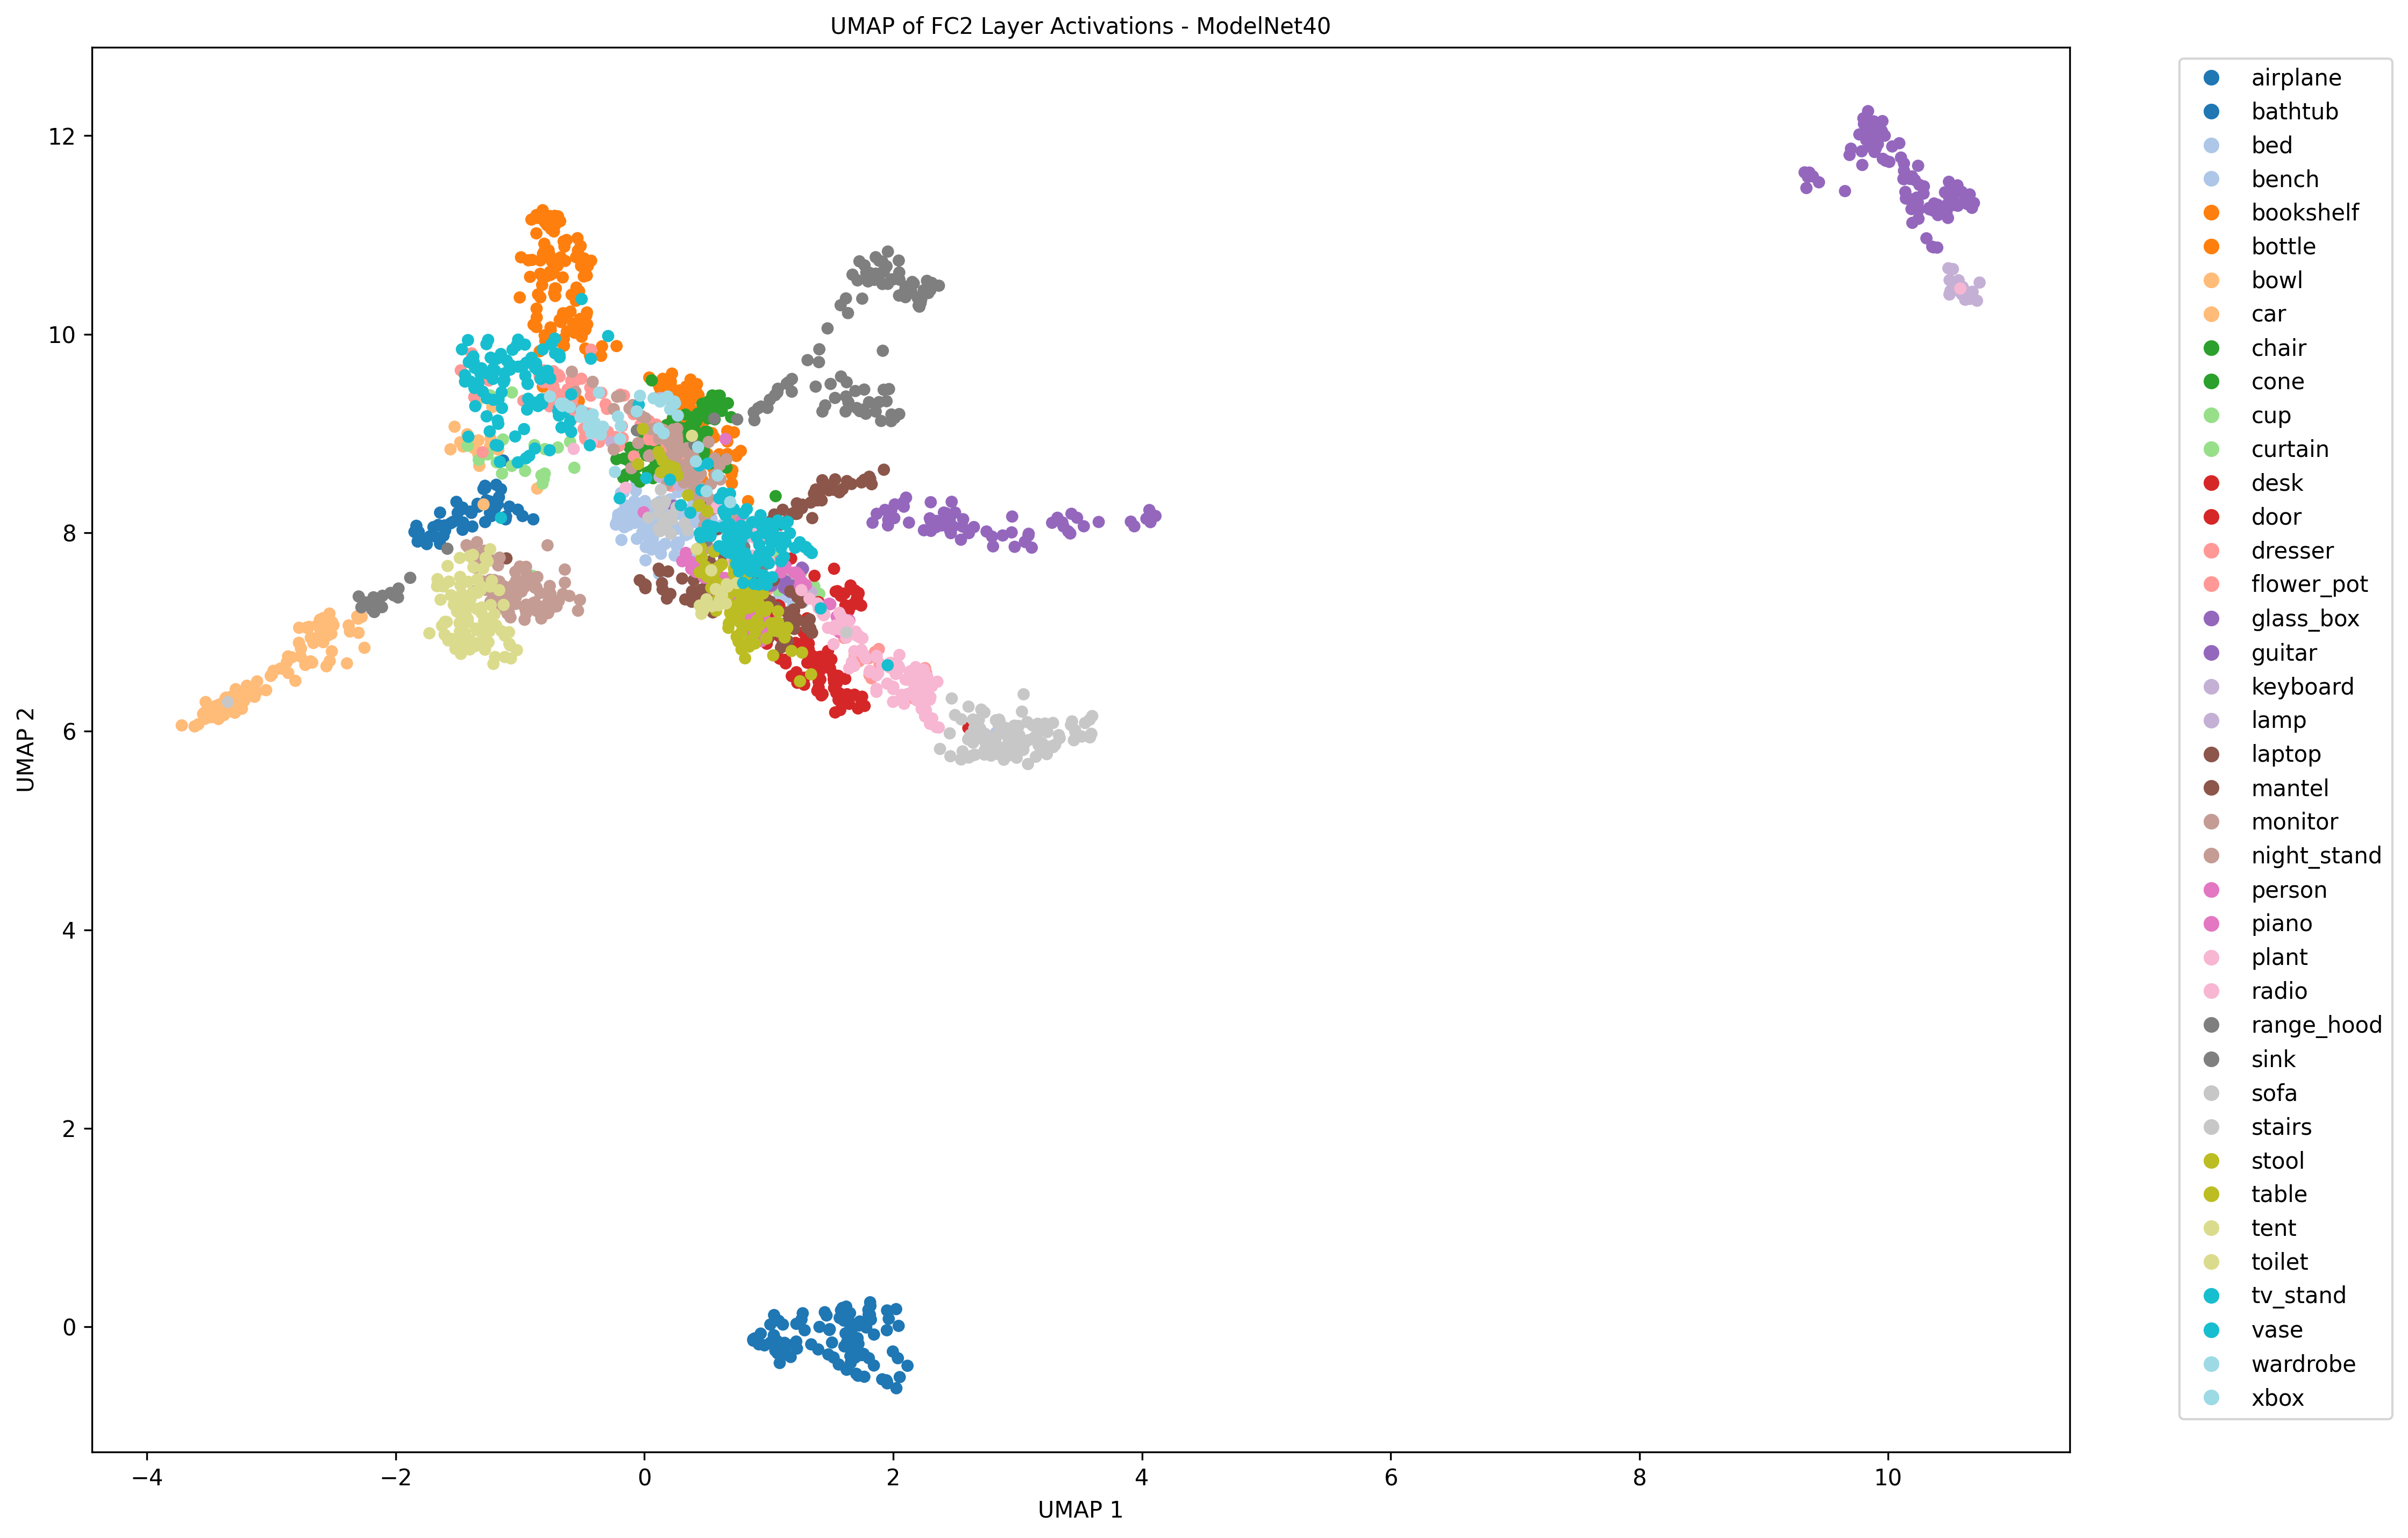 UMAP of FC2 Layer Activations - ModelNet40
12
10
8
6
4
2
0
UMAP 2
−4
−2
0
2
4
6
8
10
UMAP 1
airplane
bathtub
bed
bench
bookshelf
bottle
bowl
car
chair
cone
cup
curtain
desk
door
dresser
flower_pot
glass_box
guitar
keyboard
lamp
laptop
mantel
monitor
night_stand
person
piano
plant
radio
range_hood
sink
sofa
stairs
stool
table
tent
toilet
tv_stand
vase
wardrobe
xbox